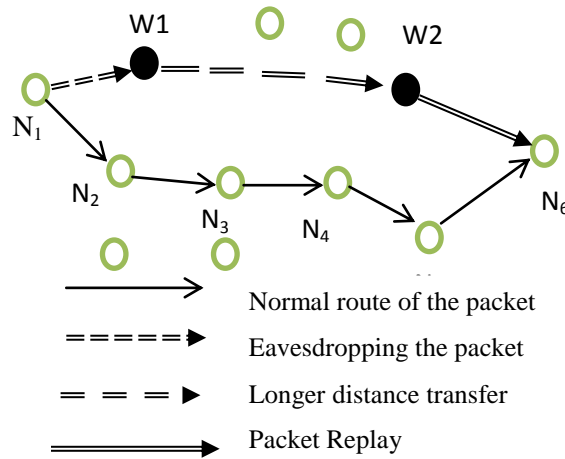 W1
W2
N1
N2
N3
N4
N6
Normal route of the packet
Eavesdropping the packet
Longer distance transfer
Packet Replay